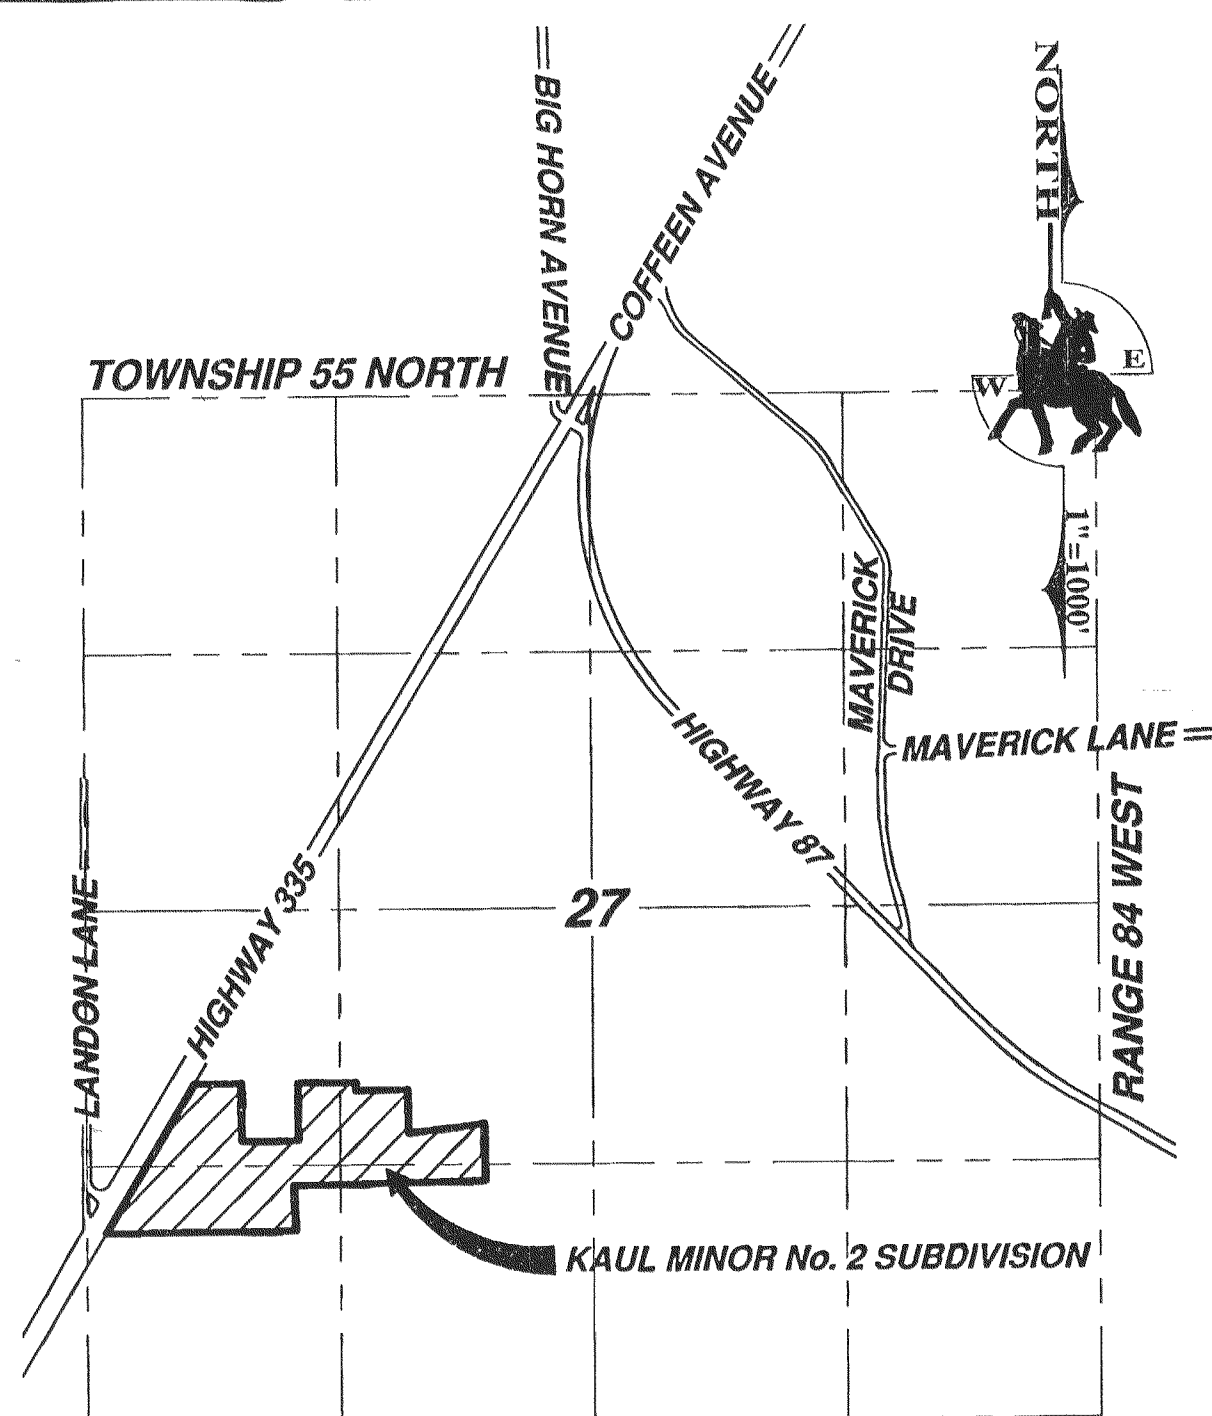 NORTH
BIG HORN AVENUE
COFFEEN AVENUE
TOWNSHIP 55 NORTH
W
E
1"=1000'
MAVERICK
DRIVE
MAVERICK LANE
HIGHWAY 87
RANGE 84 WEST
HIGHWAY 335
27
LANDON LANE
KAUL MINOR No. 2 SUBDIVISION